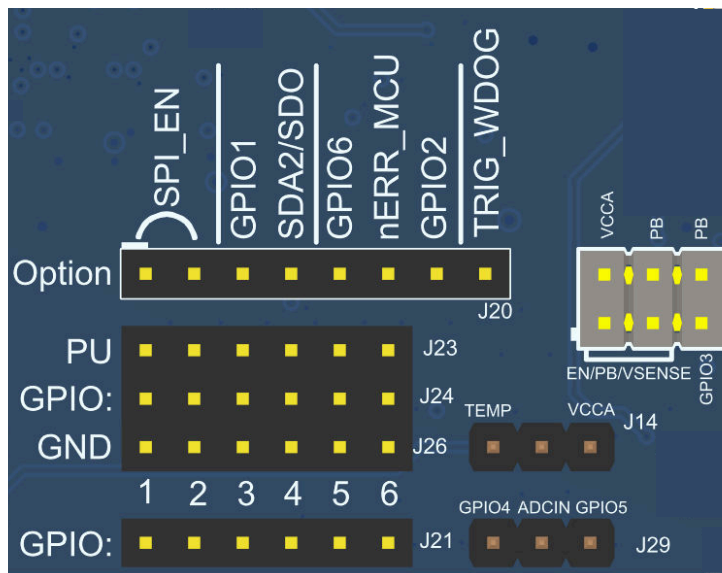 SPI_EN
GPIO1
SDA2/SDO
GPIO6
nERR_MCU
GPIO2
TRIG_WDOG
VCCA
PB
PB
Option
J20
PU
J23
EN/PB/VSENSE
GPIO3
GPIO:
J24
TEMP
VCCA
J14
GND
J26
1 2 3 4 5 6
GPIO4 ADCIN GPIO5
GPIO:
J21
J29